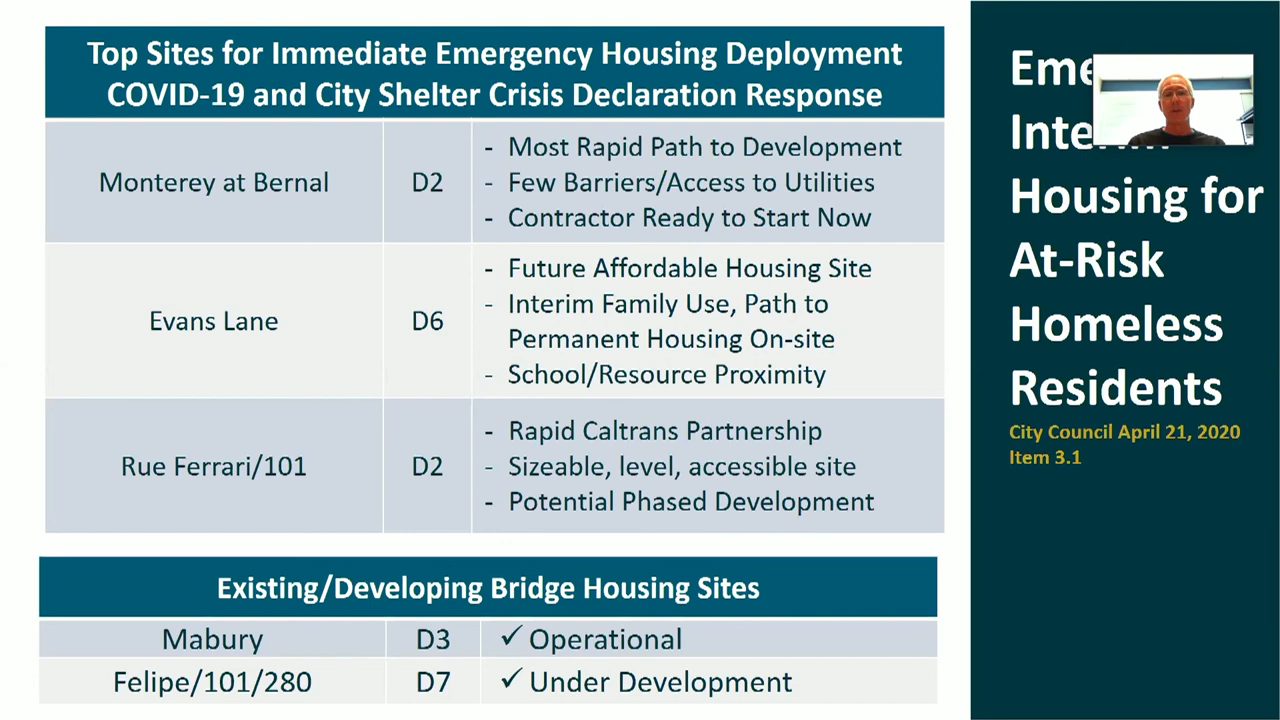 Top Sites for Immediate Emergency Housing Deployment
COVID-19 and City Shelter Crisis Declaration Response
Monterey at Bernal
D2
- Most Rapid Path to Development
- Few Barriers/Access to Utilities
- Contractor Ready to Start Now
Evans Lane
D6
- Future Affordable Housing Site
- Interim Family Use, Path to
Permanent Housing On-site
- School/Resource Proximity
Rue Ferrari/101
D2
- Rapid Caltrans Partnership
- Sizeable, level, accessible site
- Potential Phased Development
Existing/Developing Bridge Housing Sites
Mabury
D3
✓ Operational
Felipe/101/280
D7
✓ Under Development
Housing for
At-Risk
Homeless
Residents
City Council April 21, 2020
Item 3.1